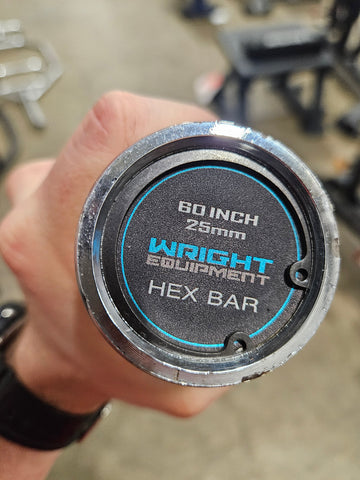 60 INCH
25mm
WRIGHT
EQUIPMENT
HEX BAR